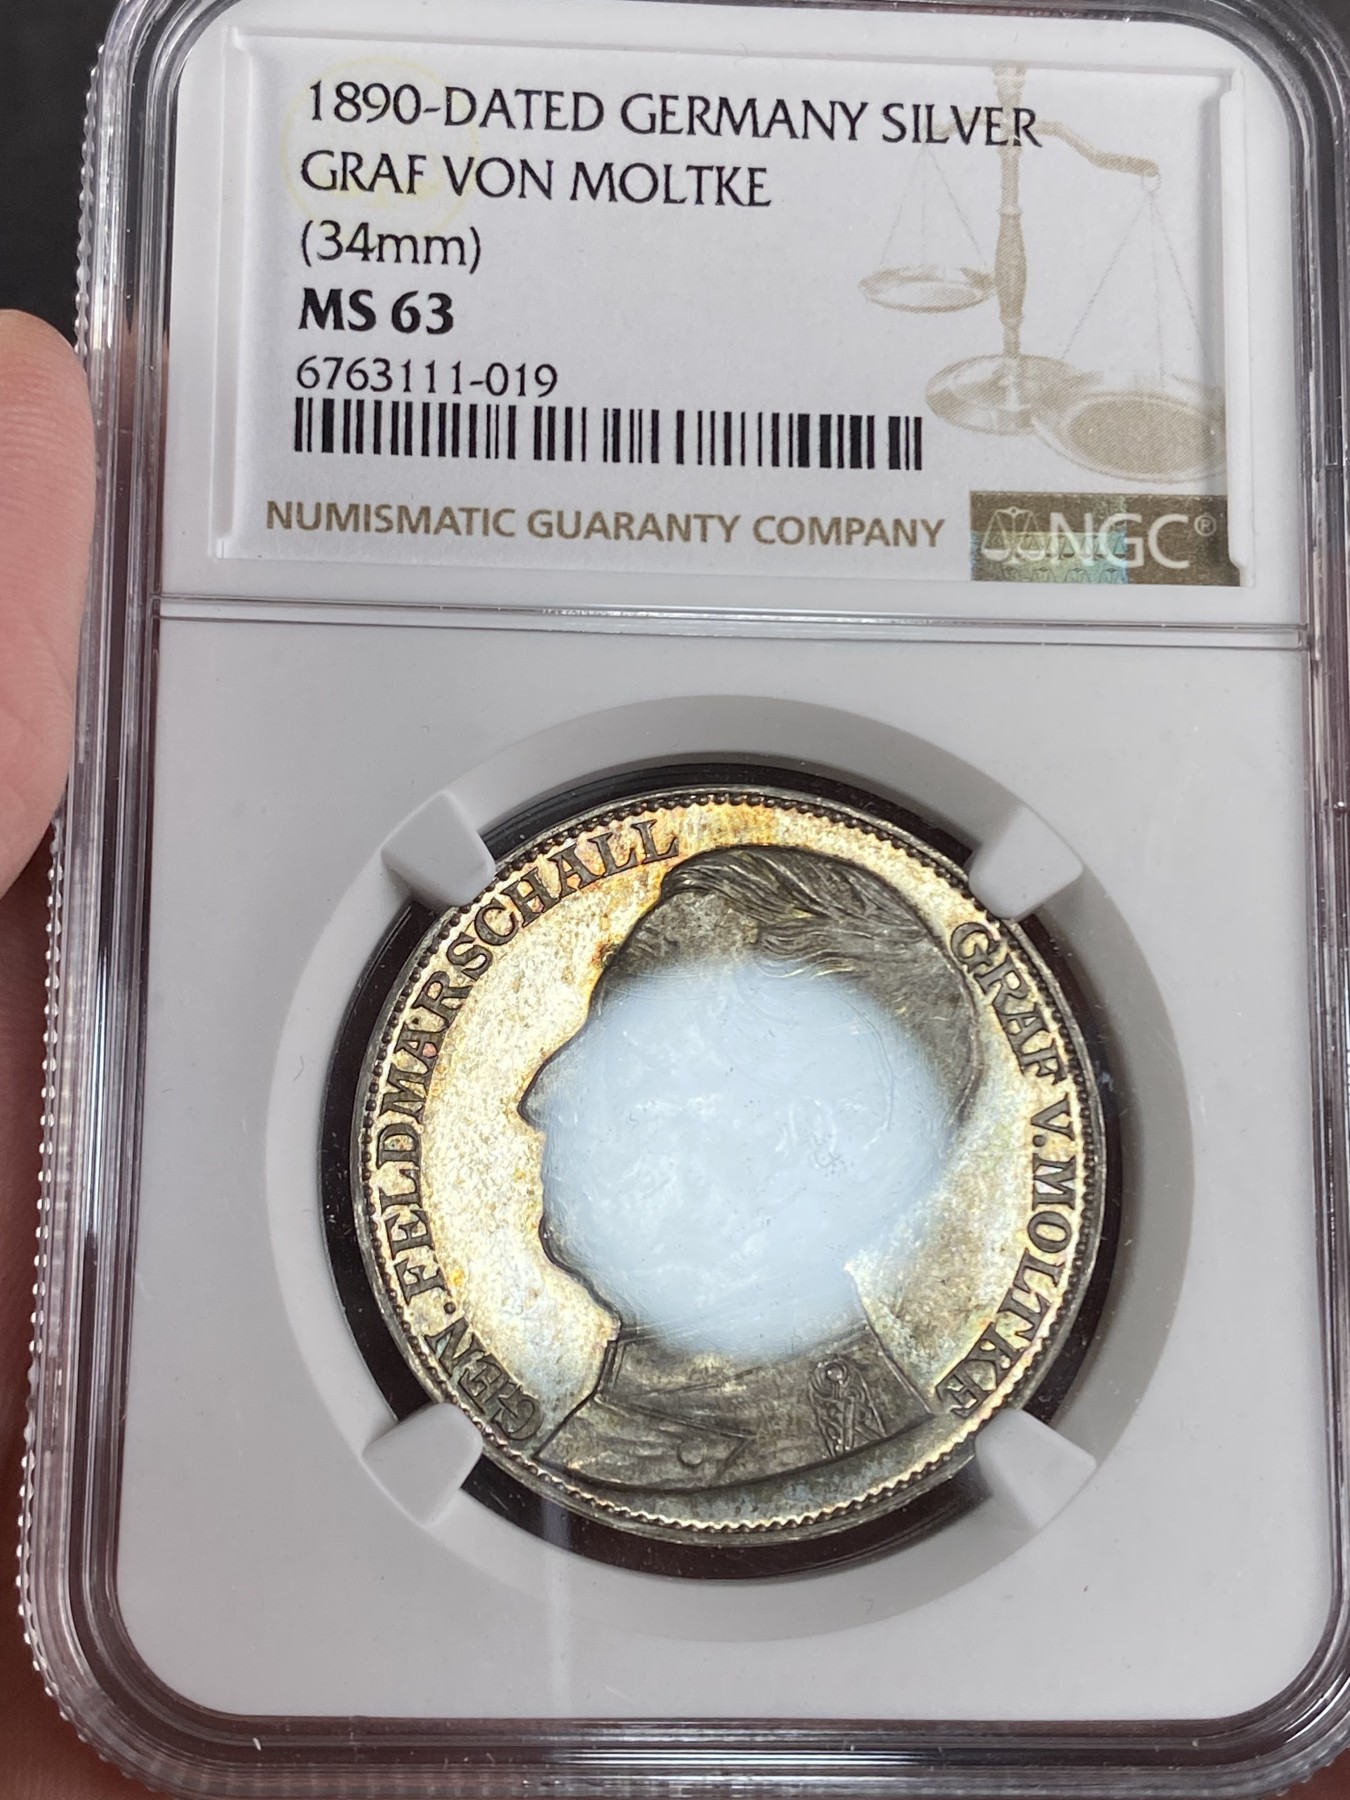 1890-DATED GERMANY SILVER
GRAF VON MOLTKE
(34mm)
MS 63
6763111-019
NUMISMATIC GUARANTY COMPANY
NGC®
GEN. FELDMARSCHALL
GRAF V. MOLTKE